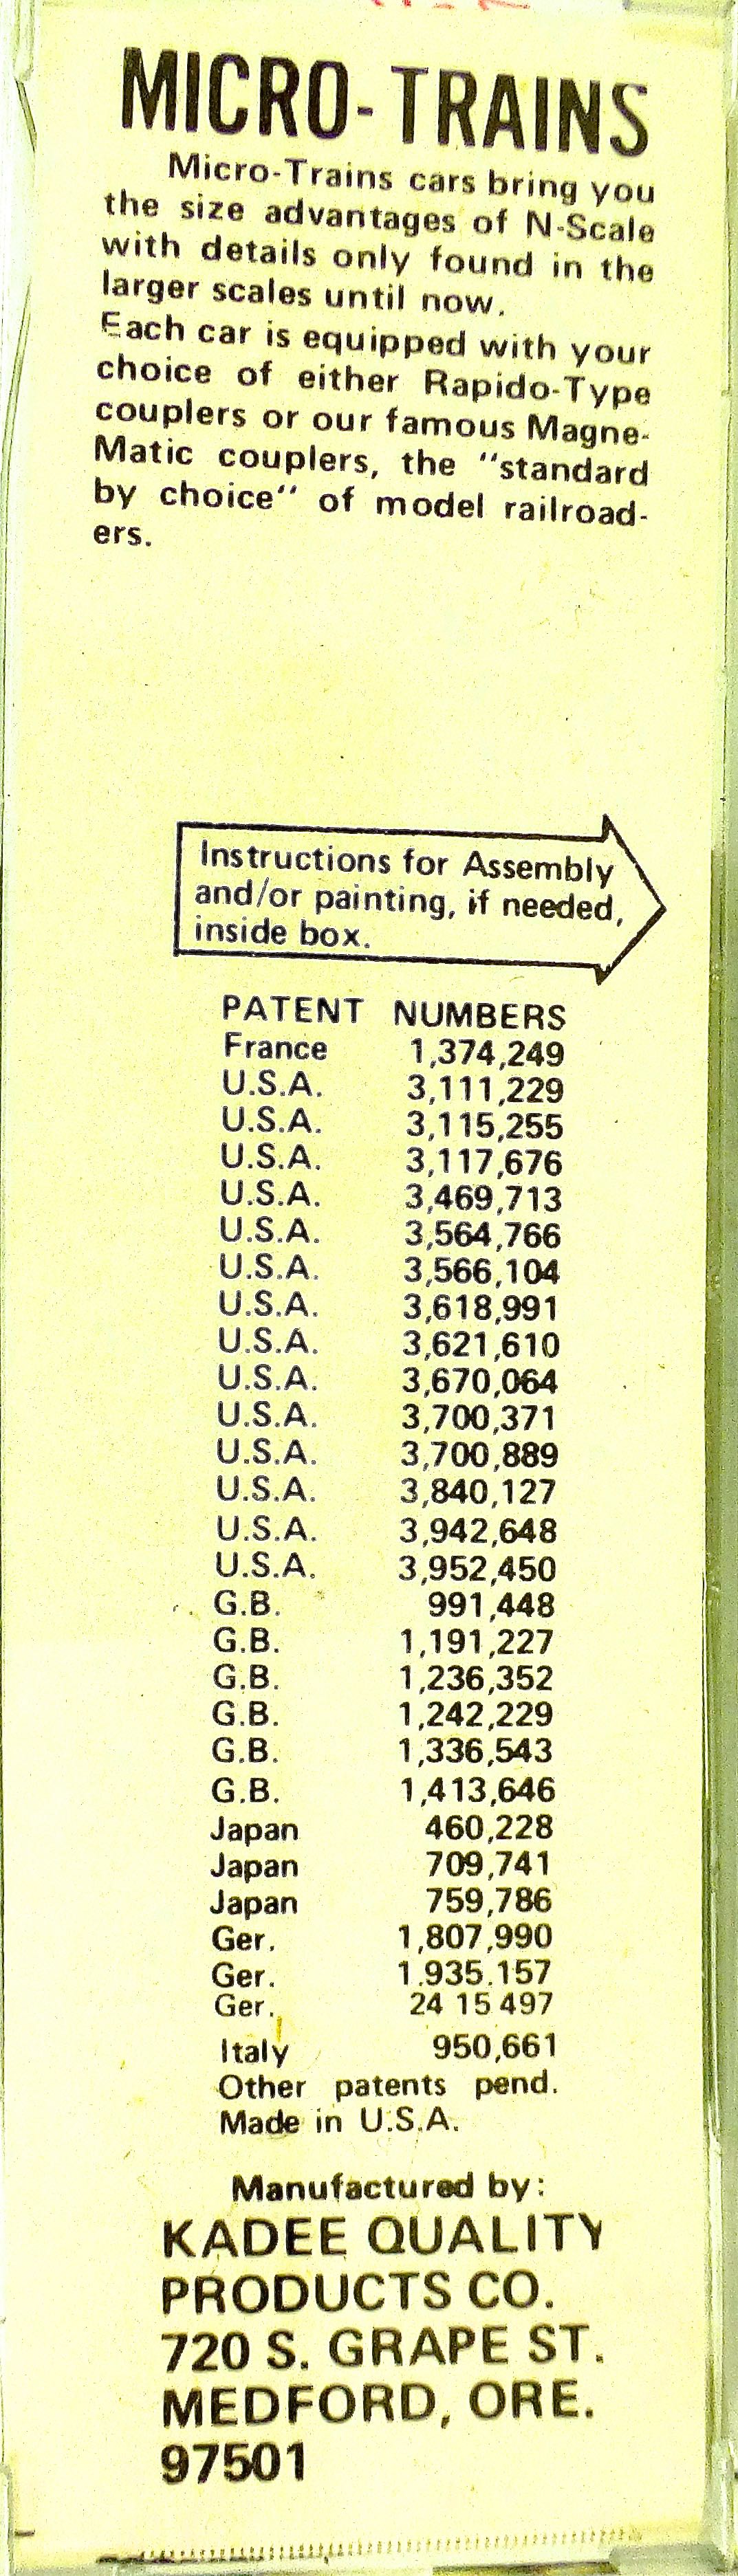 MICRO-TRAINS
Micro-Trains cars bring you
the size advantages of N-Scale
with details only found in the
larger scales until now.
Each car is equipped with your
choice of either Rapido-Type
couplers or our famous Magne-
Matic couplers, the "standard
by choice" of model railroad-
ers.
Instructions for Assembly
and/or painting, if needed,
inside box.
PATENT NUMBERS
France 1,374,249
U.S.A. 3,111,229
U.S.A. 3,115,255
U.S.A. 3,117,676
U.S.A. 3,469,713
U.S.A. 3,564,766
U.S.A. 3,566,104
U.S.A. 3,618,991
U.S.A. 3,621,610
U.S.A. 3,670,064
U.S.A. 3,700,371
U.S.A. 3,700,889
U.S.A. 3,840,127
U.S.A. 3,942,648
U.S.A. 3,952,450
G.B. 991,448
G.B. 1,191,227
G.B. 1,236,352
G.B. 1,242,229
G.B. 1,336,543
G.B. 1,413,646
Japan 460,228
Japan 709,741
Japan 759,786
Ger. 1,807,990
Ger. 1.935.157
Ger. 24 15 497
Italy 950,661
Other patents pend.
Made in U.S.A.
Manufactured by:
KADEE QUALITY
PRODUCTS CO.
720 S. GRAPE ST.
MEDFORD, ORE.
97501